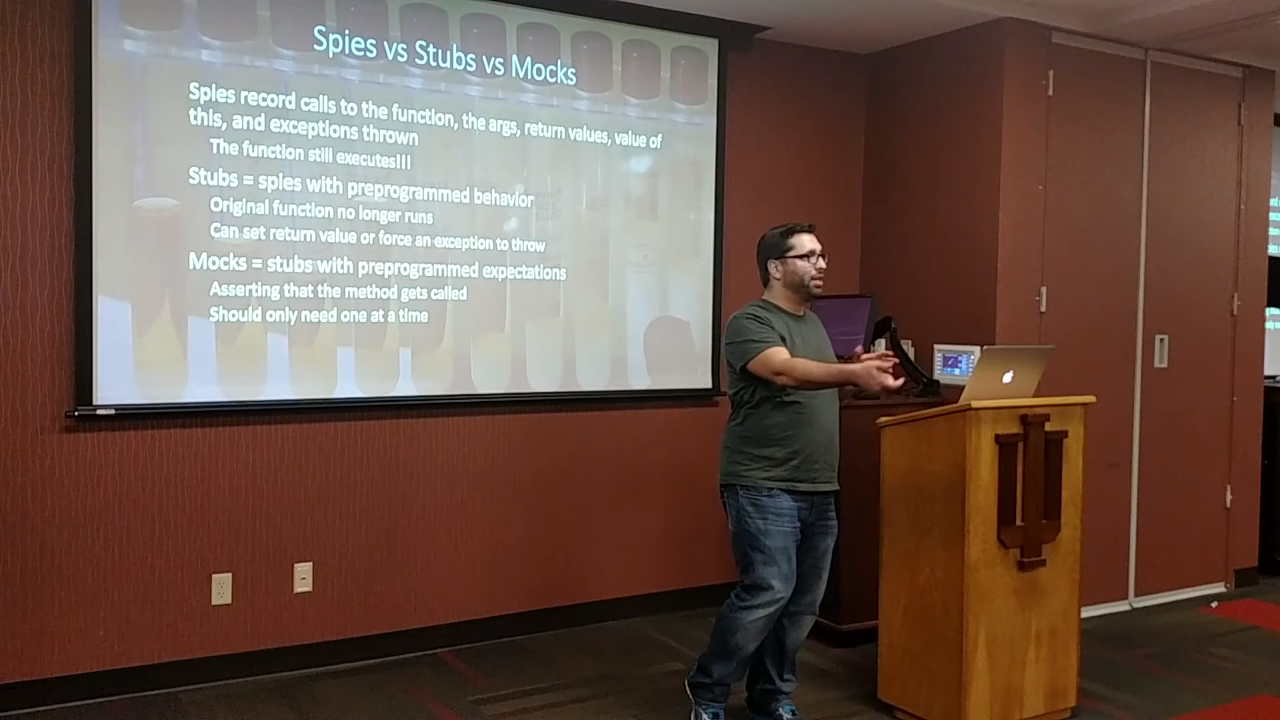 Spies vs Stubs vs Mocks
Spies record calls to the function, the args, return values, value of
this, and exceptions thrown
The function still executes!!!
Stubs = spies with preprogrammed behavior
Original function no longer runs
Can set return value or force an exception to throw
Mocks = stubs with preprogrammed expectations
Asserting that the method gets called
Should only need one at a time